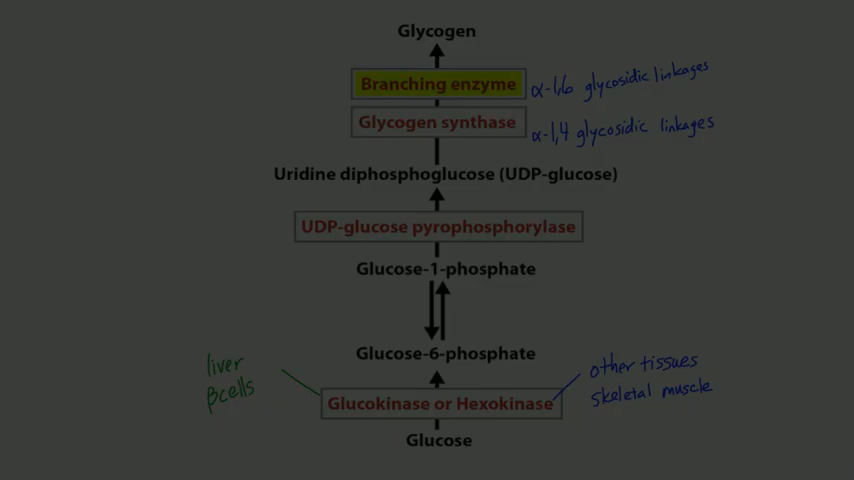 Glycogen
Branching enzyme
α-1,6 glycosidic linkages
Glycogen synthase
α-1,4 glycosidic linkages
Uridine diphosphoglucose (UDP-glucose)
UDP-glucose pyrophosphorylase
Glucose-1-phosphate
Glucose-6-phosphate
liver
βcells
other tissues
skeletal muscle
Glucokinase or Hexokinase
Glucose